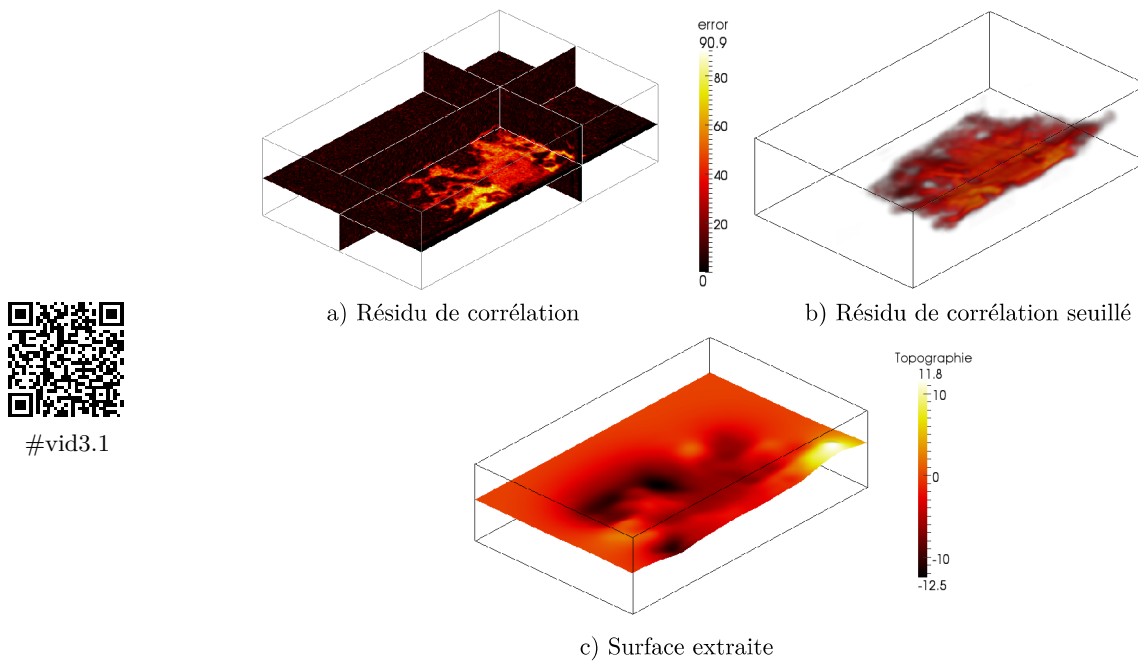 error
90.9
80
60
40
20
0
a) Résidu de corrélation
b) Résidu de corrélation seuillé
#vid3.1
Topographie
11.8
10
0
-10
-12.5
c) Surface extraite